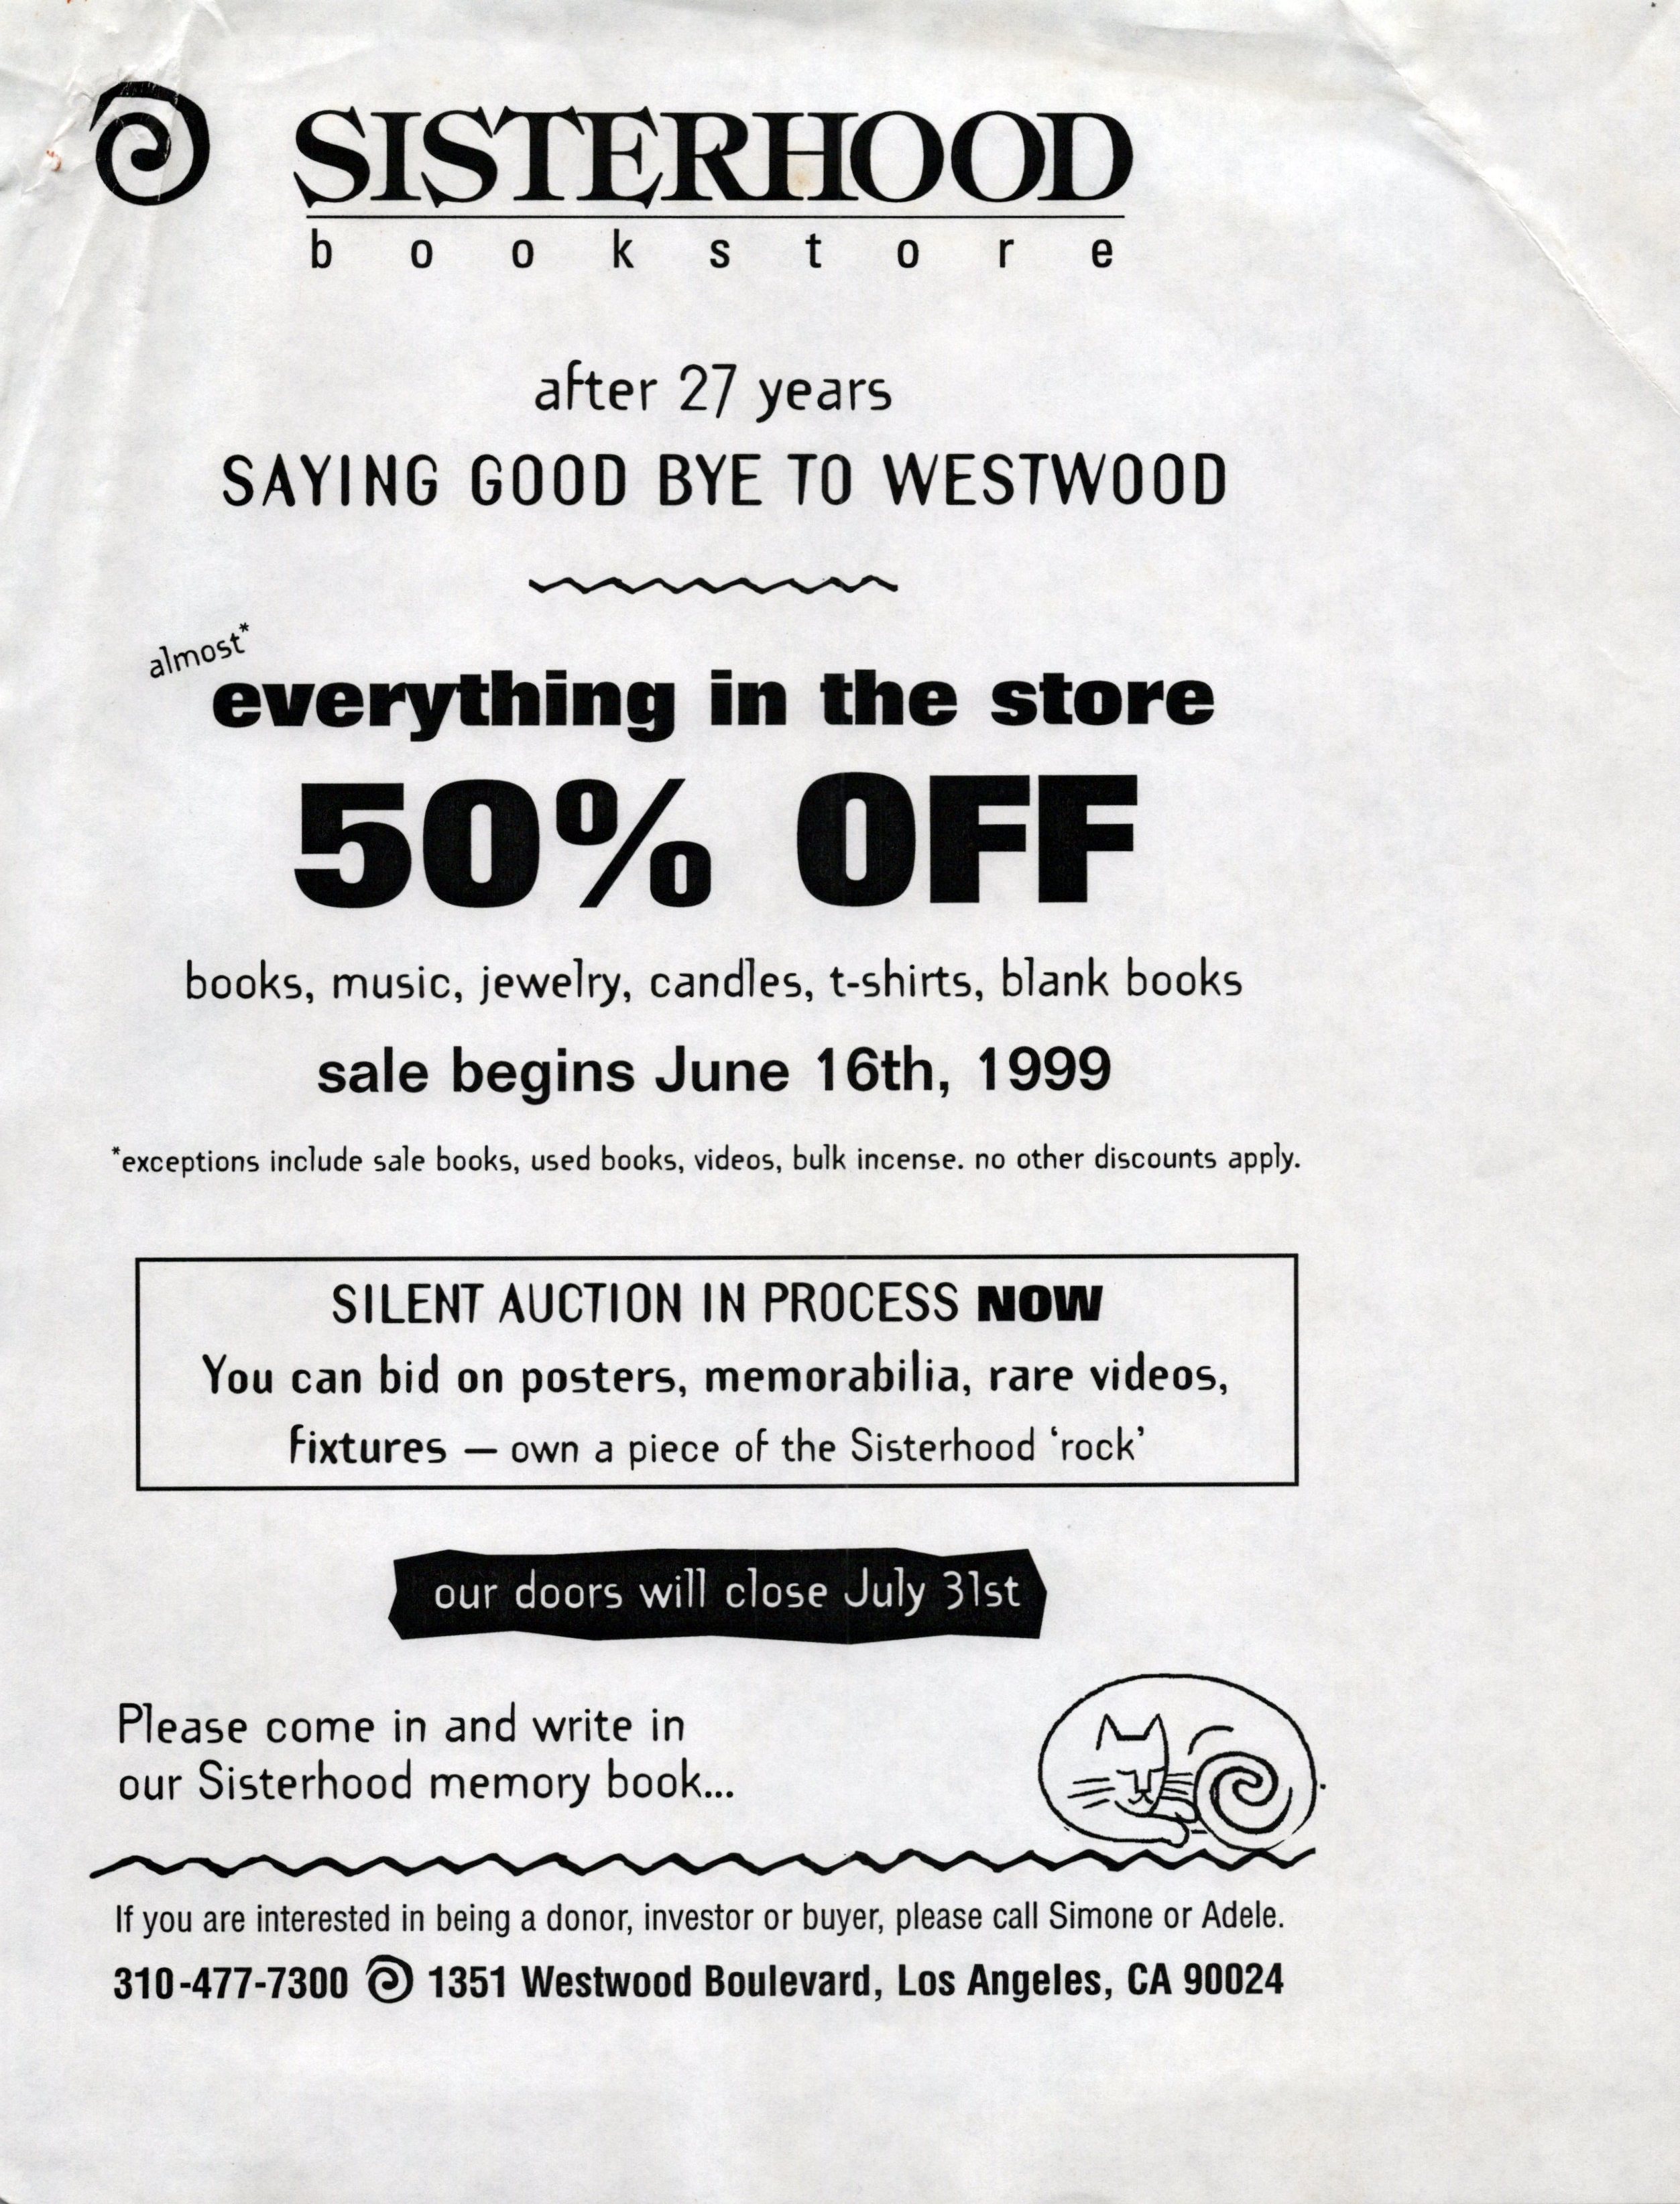 SISTERHOOD
bookstore
after 27 years
SAYING GOOD BYE TO WESTWOOD
almost*
everything in the store
50% OFF
books, music, jewelry, candles, t-shirts, blank books
sale begins June 16th, 1999
*exceptions include sale books, used books, videos, bulk incense. no other discounts apply.
SILENT AUCTION IN PROCESS NOW
You can bid on posters, memorabilia, rare videos,
fixtures — own a piece of the Sisterhood ‘rock’
our doors will close July 31st
Please come in and write in
our Sisterhood memory book...
If you are interested in being a donor, investor or buyer, please call Simone or Adele.
310-477-7300 1351 Westwood Boulevard, Los Angeles, CA 90024